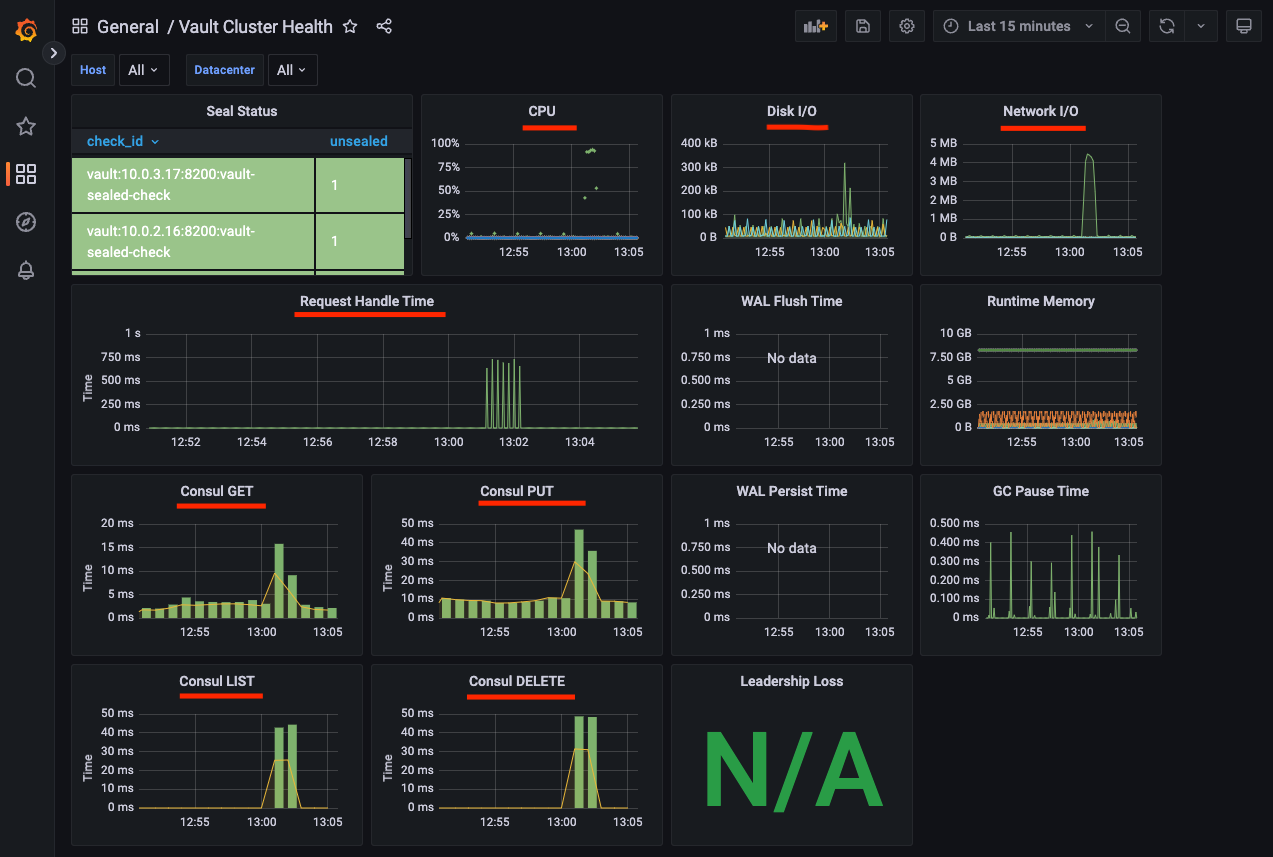 General / Vault Cluster Health
Last 15 minutes
Host All Datacenter All
Seal Status
check_id unsealed
vault:10.0.3.17:8200:vault-
sealed-check
1
vault:10.0.2.16:8200:vault-
sealed-check
1
CPU
100%
75%
50%
25%
0%
12:55 13:00 13:05
Disk I/O
400 kB
300 kB
200 kB
100 kB
0 B
12:55 13:00 13:05
Network I/O
5 MB
4 MB
3 MB
2 MB
1 MB
0 B
12:55 13:00 13:05
Request Handle Time
Time
1 s
750 ms
500 ms
250 ms
0 ms
12:52 12:54 12:56 12:58 13:00 13:02 13:04
WAL Flush Time
1 ms
0.750 ms
0.500 ms
0.250 ms
0 ms
No data
12:55 13:00 13:05
Runtime Memory
10 GB
7.50 GB
5 GB
2.50 GB
0 B
12:55 13:00 13:05
Consul GET
Time
20 ms
15 ms
10 ms
5 ms
0 ms
12:55 13:00 13:05
Consul PUT
Time
50 ms
40 ms
30 ms
20 ms
10 ms
0 ms
12:55 13:00 13:05
WAL Persist Time
1 ms
0.750 ms
0.500 ms
0.250 ms
0 ms
No data
12:55 13:00 13:05
GC Pause Time
0.500 ms
0.400 ms
0.300 ms
0.200 ms
0.100 ms
0 ms
12:55 13:00 13:05
Consul LIST
Time
50 ms
40 ms
30 ms
20 ms
10 ms
0 ms
12:55 13:00 13:05
Consul DELETE
Time
50 ms
40 ms
30 ms
20 ms
10 ms
0 ms
12:55 13:00 13:05
Leadership Loss
N/A